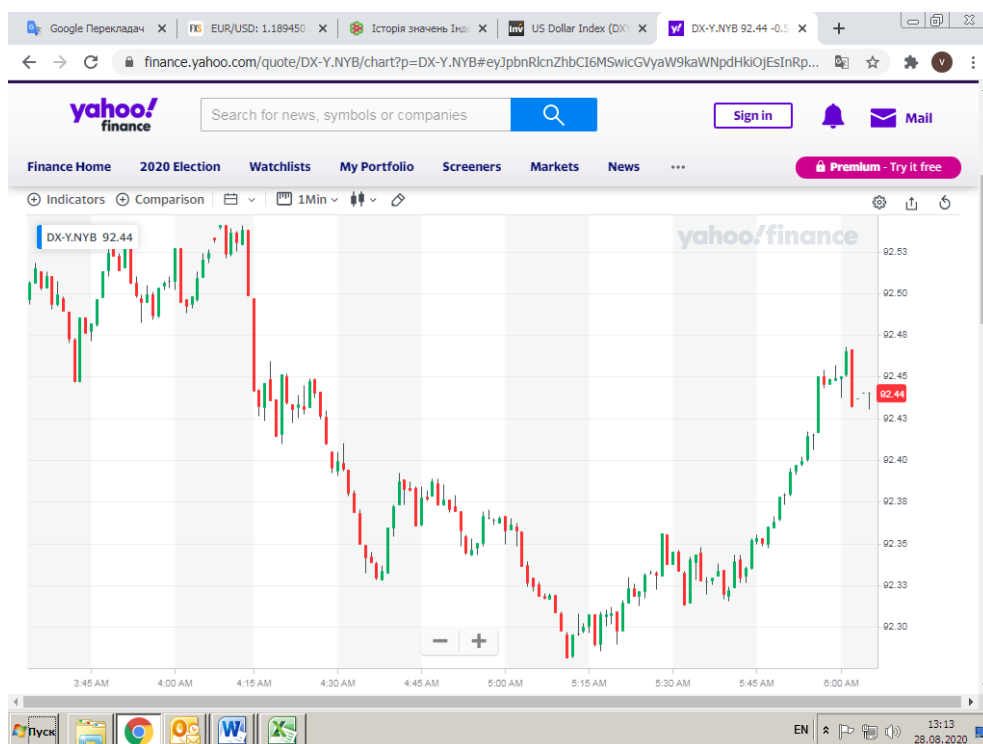 Google Перекладач
EUR/USD: 1.189450
Історія значень Інде
US Dollar Index (DXY
DX-Y.NYB 92.44 -0.5
finance.yahoo.com/quote/DX-Y.NYB/chart?p=DX-Y.NYB#eyJpbnRlcnZhbCI6MSwicGVyaW9kaWNpdHkiOjEsInRp...
V
yahoo!
finance
Search for news, symbols or companies
Sign in
Mail
Finance Home
2020 Election
Watchlists
My Portfolio
Screeners
Markets
News
Premium - Try it free
Indicators
Comparison
1Min
DX-Y.NYB 92.44
yahoo!finance
92.53
92.50
92.48
92.45
92.44
92.43
92.40
92.38
92.35
92.33
92.30
3:45 AM
4:00 AM
4:15 AM
4:30 AM
4:45 AM
5:00 AM
5:15 AM
5:30 AM
5:45 AM
6:00 AM
Пуск
EN
13:13
28.08.2020